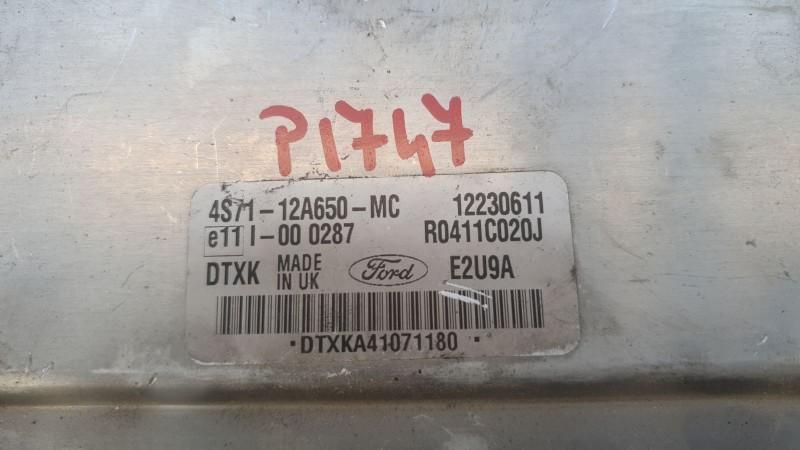 P1747
4S71-12A650-MC 12230611
e11 I-00 0287 R0411C020J
DTXK MADE IN UK Ford E2U9A
•DTXKA41071180•